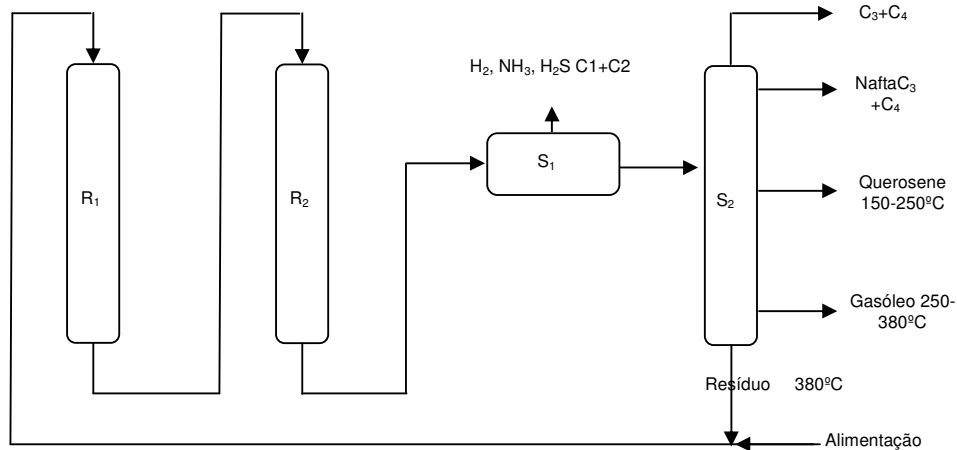 C₃+C₄
H₂, NH₃, H₂S C1+C2
NaftaC₃
+C₄
S₁
R₁
R₂
S₂
Querosene
150-250ºC
Gasóleo 250-
380ºC
Resíduo 380ºC
Alimentação